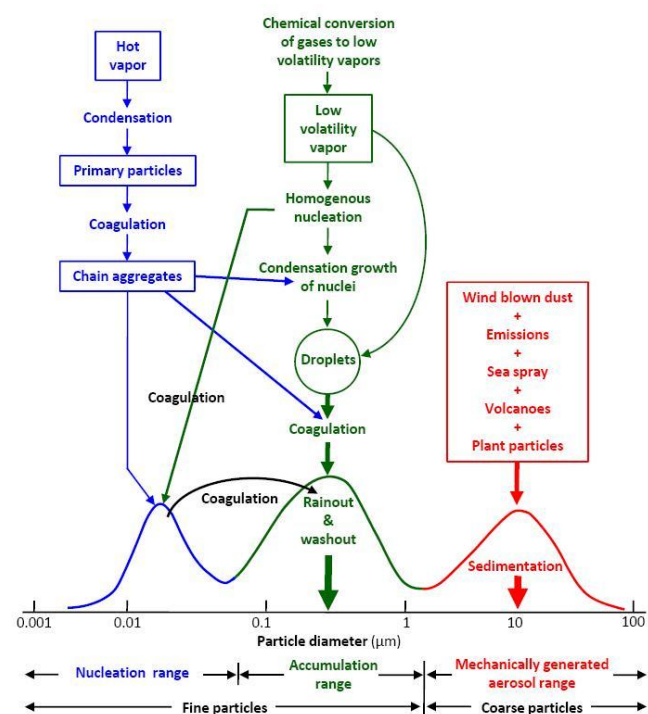 Hot
vapor
Condensation
Primary particles
Coagulation
Chain aggregates
Chemical conversion
of gases to low
volatility vapors
Low
volatility
vapor
Homogenous
nucleation
Condensation growth
of nuclei
Droplets
Coagulation
Coagulation
Coagulation
Rainout
&
washout
Wind blown dust
+
Emissions
+
Sea spray
+
Volcanoes
+
Plant particles
Sedimentation
0.001 0.01 0.1 1 10 100
Particle diameter (µm)
Nucleation range
Accumulation
range
Mechanically generated
aerosol range
Fine particles
Coarse particles